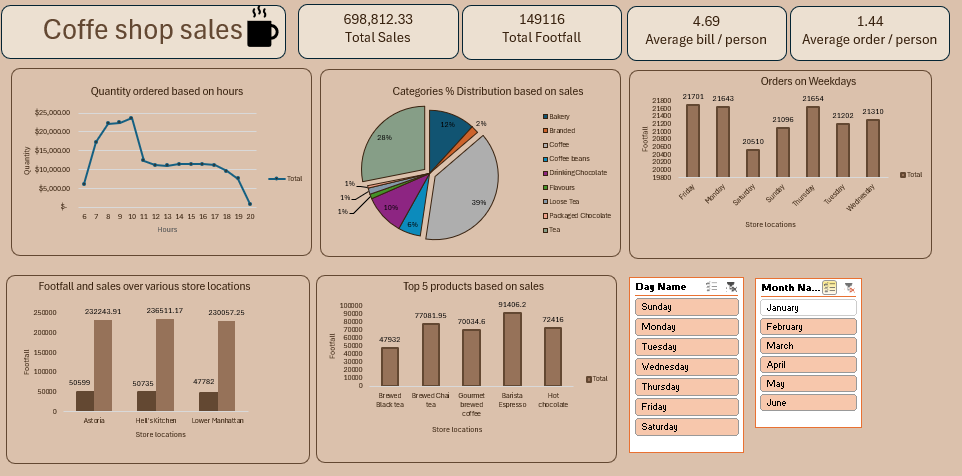 Coffe shop sales
698,812.33
Total Sales
149116
Total Footfall
4.69
Average bill / person
1.44
Average order / person
Quantity ordered based on hours
$25,000.00
$20,000.00
$15,000.00
$10,000.00
$5,000.00
$-
Quantity
6 7 8 9 10 11 12 13 14 15 16 17 18 19 20
Hours
Total
Categories % Distribution based on sales
12%
2%
39%
6%
10%
1%
1%
1%
28%
Bakery
Branded
Coffee
Coffee beans
Drinking Chocolate
Flavours
Loose Tea
Packaged Chocolate
Tea
Orders on Weekdays
21800
21600
21400
21200
21000
20800
20600
20400
20200
20000
19800
Footfall
21701 21643 20510 21096 21654 21202 21310
Friday Monday Saturday Sunday Thursday Tuesday Wednesday
Store locations
Total
Footfall and sales over various store locations
250000
200000
150000
100000
50000
0
Footfall
50599 232243.91 50735 236511.17 47782 230057.25
Astoria Hell's Kitchen Lower Manhattan
Store locations
Top 5 products based on sales
100000
90000
80000
70000
60000
50000
40000
30000
20000
10000
0
Footfall
47932 77081.95 70034.6 91406.2 72416
Brewed Black tea
Brewed Chai tea
Gourmet brewed coffee
Barista Espresso
Hot chocolate
Store locations
Total
Day Name
Sunday
Monday
Tuesday
Wednesday
Thursday
Friday
Saturday
Month Na...
January
February
March
April
May
June